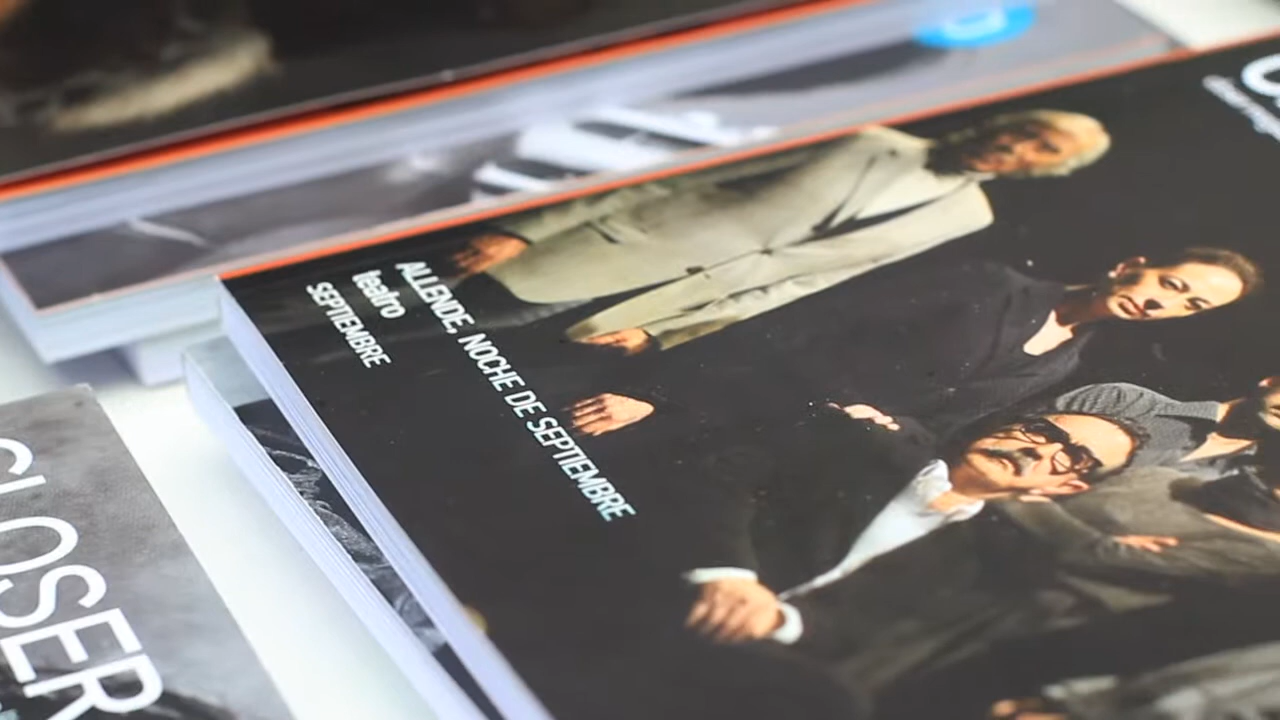 ALLENDE, NOCHE DE SEPTIEMBRE
teatro
SEPTIEMBRE
CLOSER